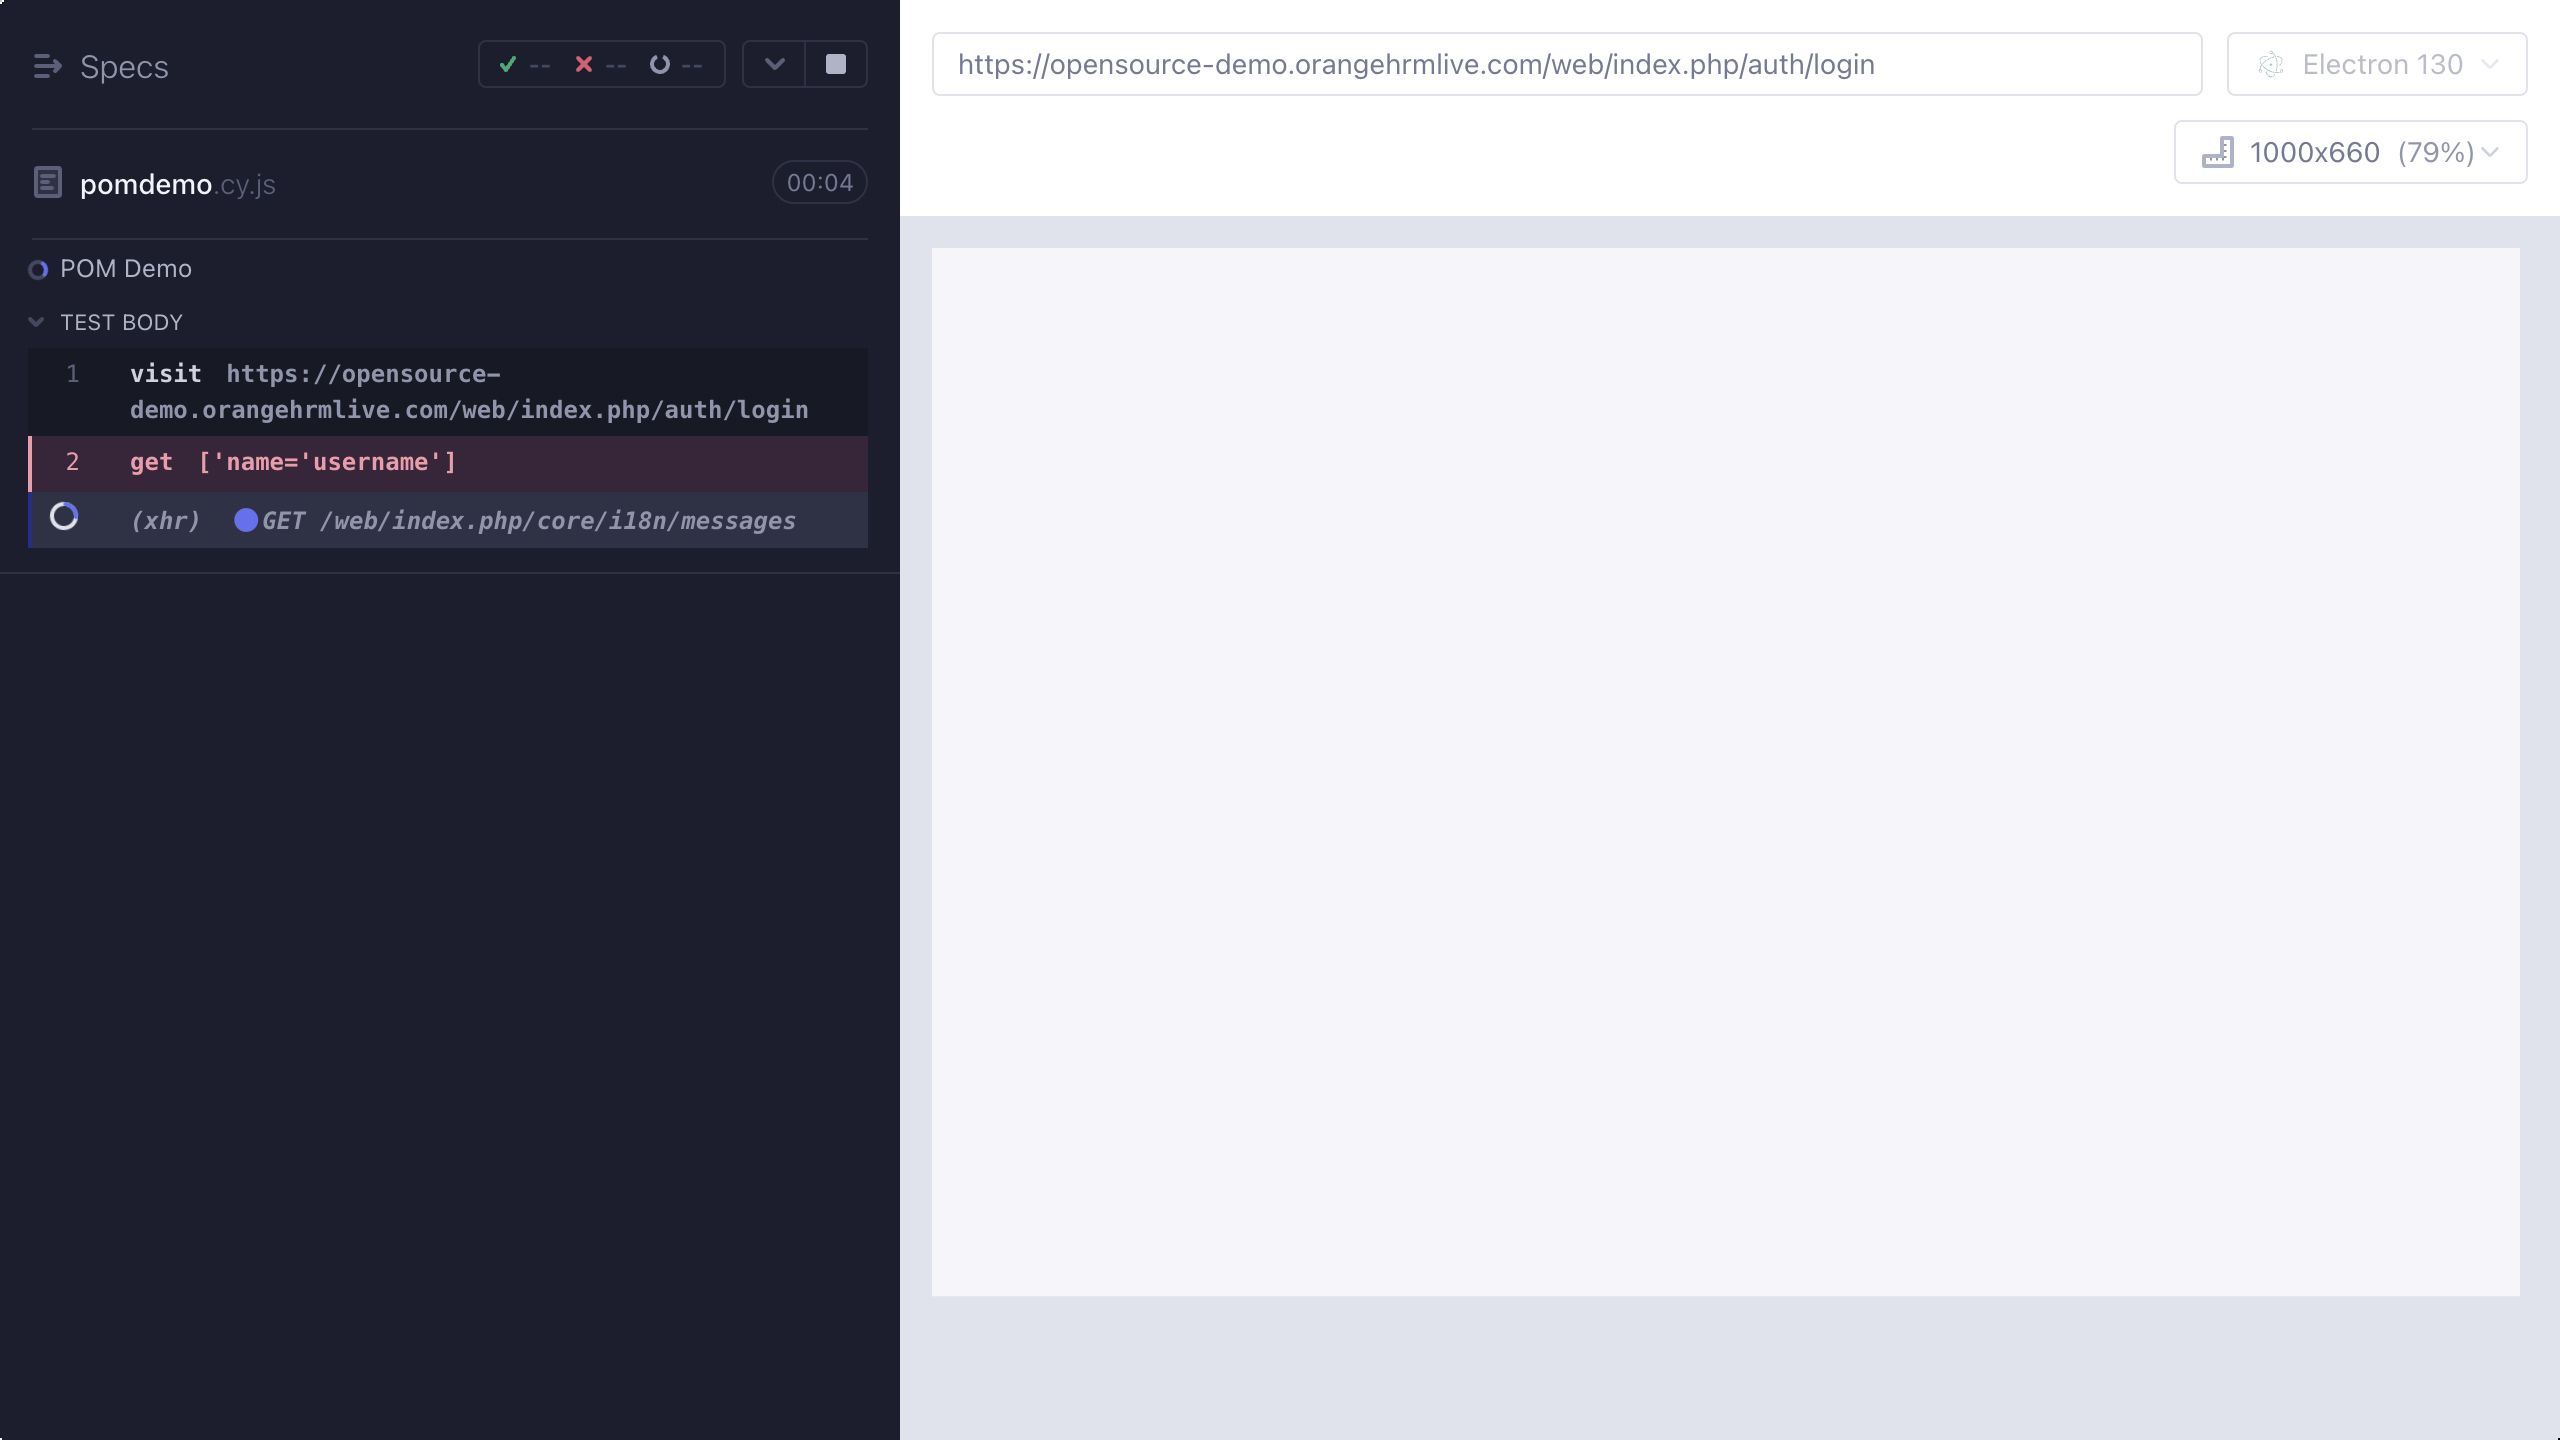 Specs
--
--
--
https://opensource-demo.orangehrmlive.com/web/index.php/auth/login
Electron 130
1000x660 (79%)
pomdemo.cy.js
00:04
POM Demo
TEST BODY
1 visit https://opensource-
demo.orangehrmlive.com/web/index.php/auth/login
2 get ['name='username']
(xhr) GET /web/index.php/core/i18n/messages